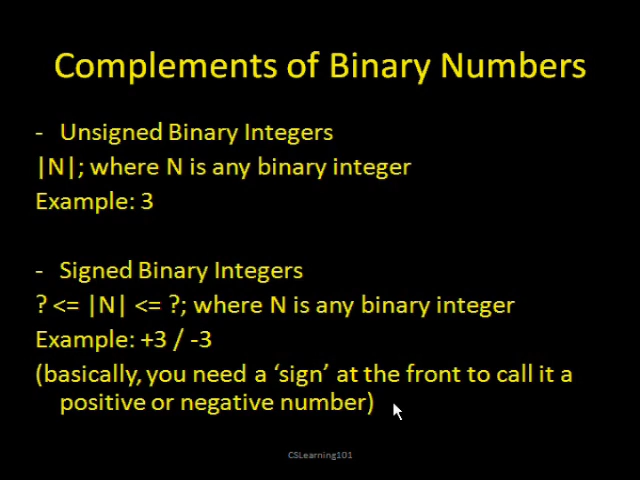 Complements of Binary Numbers
- Unsigned Binary Integers
|N|; where N is any binary integer
Example: 3
- Signed Binary Integers
? <= |N| <= ?; where N is any binary integer
Example: +3 / -3
(basically, you need a ‘sign’ at the front to call it a
positive or negative number)
CSLearning101